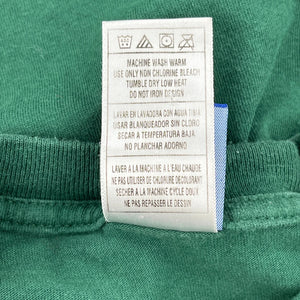 MACHINE WASH WARM
USE ONLY NON CHLORINE BLEACH
TUMBLE DRY LOW HEAT
DO NOT IRON DESIGN
LAVAR EN LAVADORA CON AGUA TIBIA
USAR BLANQUEADOR SIN CLORO
SECAR A TEMPERATURA BAJA
NO PLANCHAR ADORNO
LAVER A LA MACHINE A L'EAU CHAUDE
NE PAS UTILISER DE CHLORURE DECOLORANT
SECHER A LA MACHINE CYCLE DOUX
NE PAS REPASSER LE DESSIN